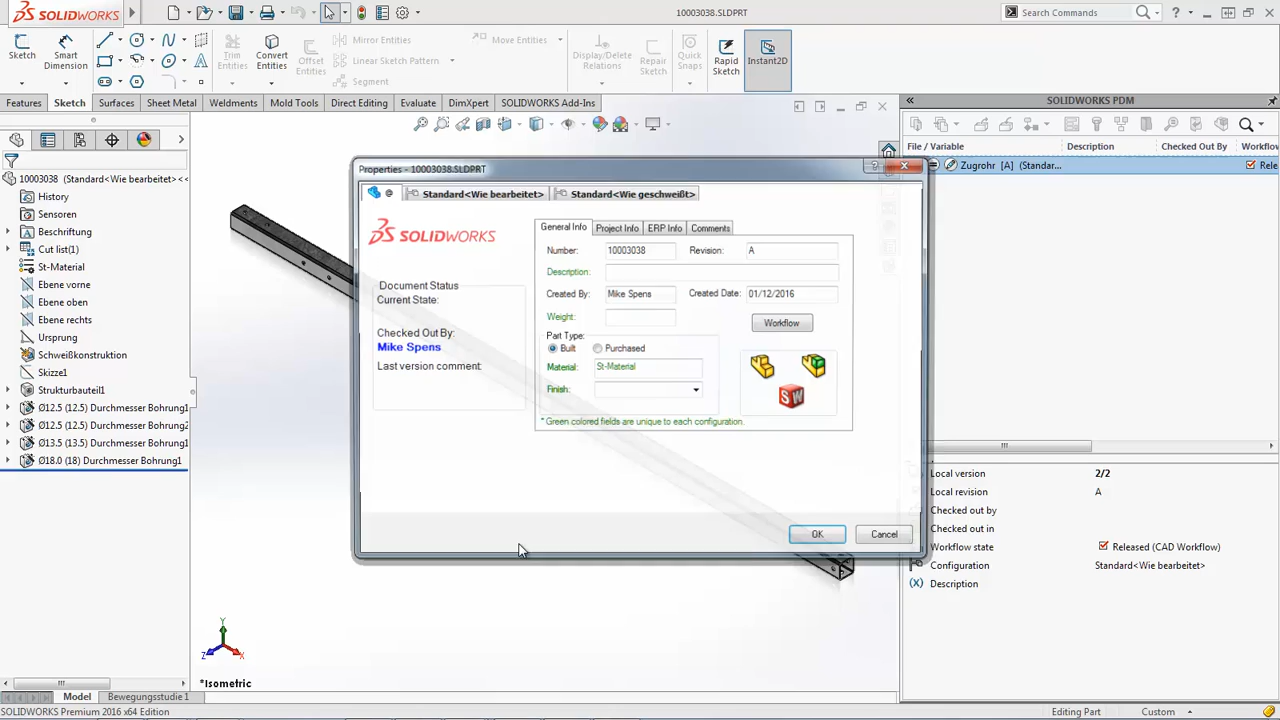 SOLIDWORKS
10003038.SLDPRT
Search Commands
Sketch
Smart Dimension
Trim Entities
Convert Entities
Offset Entities
Mirror Entities
Linear Sketch Pattern
Segment
Move Entities
Display/Delete Relations
Repair Sketch
Quick Snaps
Rapid Sketch
Instant2D
Features
Sketch
Surfaces
Sheet Metal
Weldments
Mold Tools
Direct Editing
Evaluate
DimXpert
SOLIDWORKS Add-Ins
10003038 (Standard<Wie bearbeitet>)
History
Sensoren
Beschriftung
Cut list(1)
St-Material
Ebene vorne
Ebene oben
Ebene rechts
Ursprung
Schweißkonstruktion
Skizze1
Strukturbauteil1
Ø12.5 (12.5) Durchmesser Bohrung1
Ø12.5 (12.5) Durchmesser Bohrung2
Ø13.5 (13.5) Durchmesser Bohrung1
Ø18.0 (18) Durchmesser Bohrung1
Properties - 10003038.SLDPRT
@
Standard<Wie bearbeitet>
Standard<Wie geschweißt>
SOLIDWORKS
Document Status
Current State:
Checked Out By:
Mike Spens
Last version comment:
General Info
Project Info
ERP Info
Comments
Number: 10003038 Revision: A
Description:
Created By: Mike Spens Created Date: 01/12/2016
Weight:
Workflow
Part Type:
Built
Purchased
Material: St-Material
Finish:
* Green colored fields are unique to each configuration.
OK
Cancel
SOLIDWORKS PDM
File / Variable
Description
Checked Out By
Workflow
Zugrohr [A] (Standar...
Rele
Local version 2/2
Local revision A
Checked out by
Checked out in
Workflow state Released (CAD Workflow)
Configuration Standard<Wie bearbeitet>
(X) Description
Y
Z
X
*Isometric
Model
Bewegungsstudie 1
SOLIDWORKS Premium 2016 x64 Edition
Editing Part
Custom